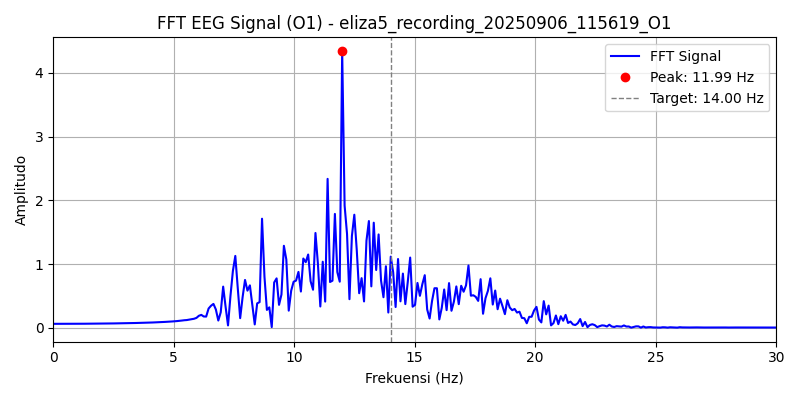 FFT EEG Signal (O1) - eliza5_recording_20250906_115619_O1
FFT Signal
Peak: 11.99 Hz
Target: 14.00 Hz
Amplitudo
4
3
2
1
0
0 5 10 15 20 25 30
Frekuensi (Hz)